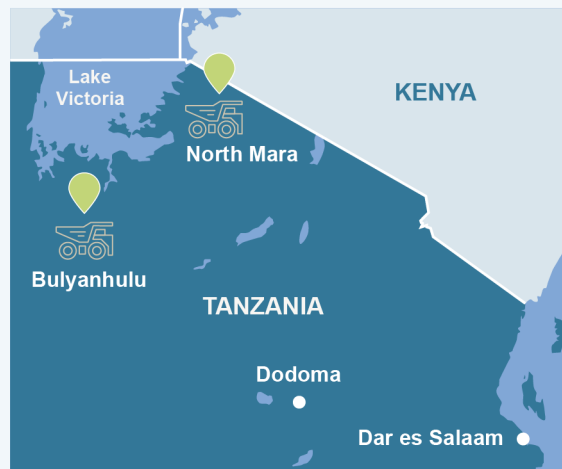 Lake
Victoria
KENYA
North Mara
Bulyanhulu
TANZANIA
Dodoma
Dar es Salaam